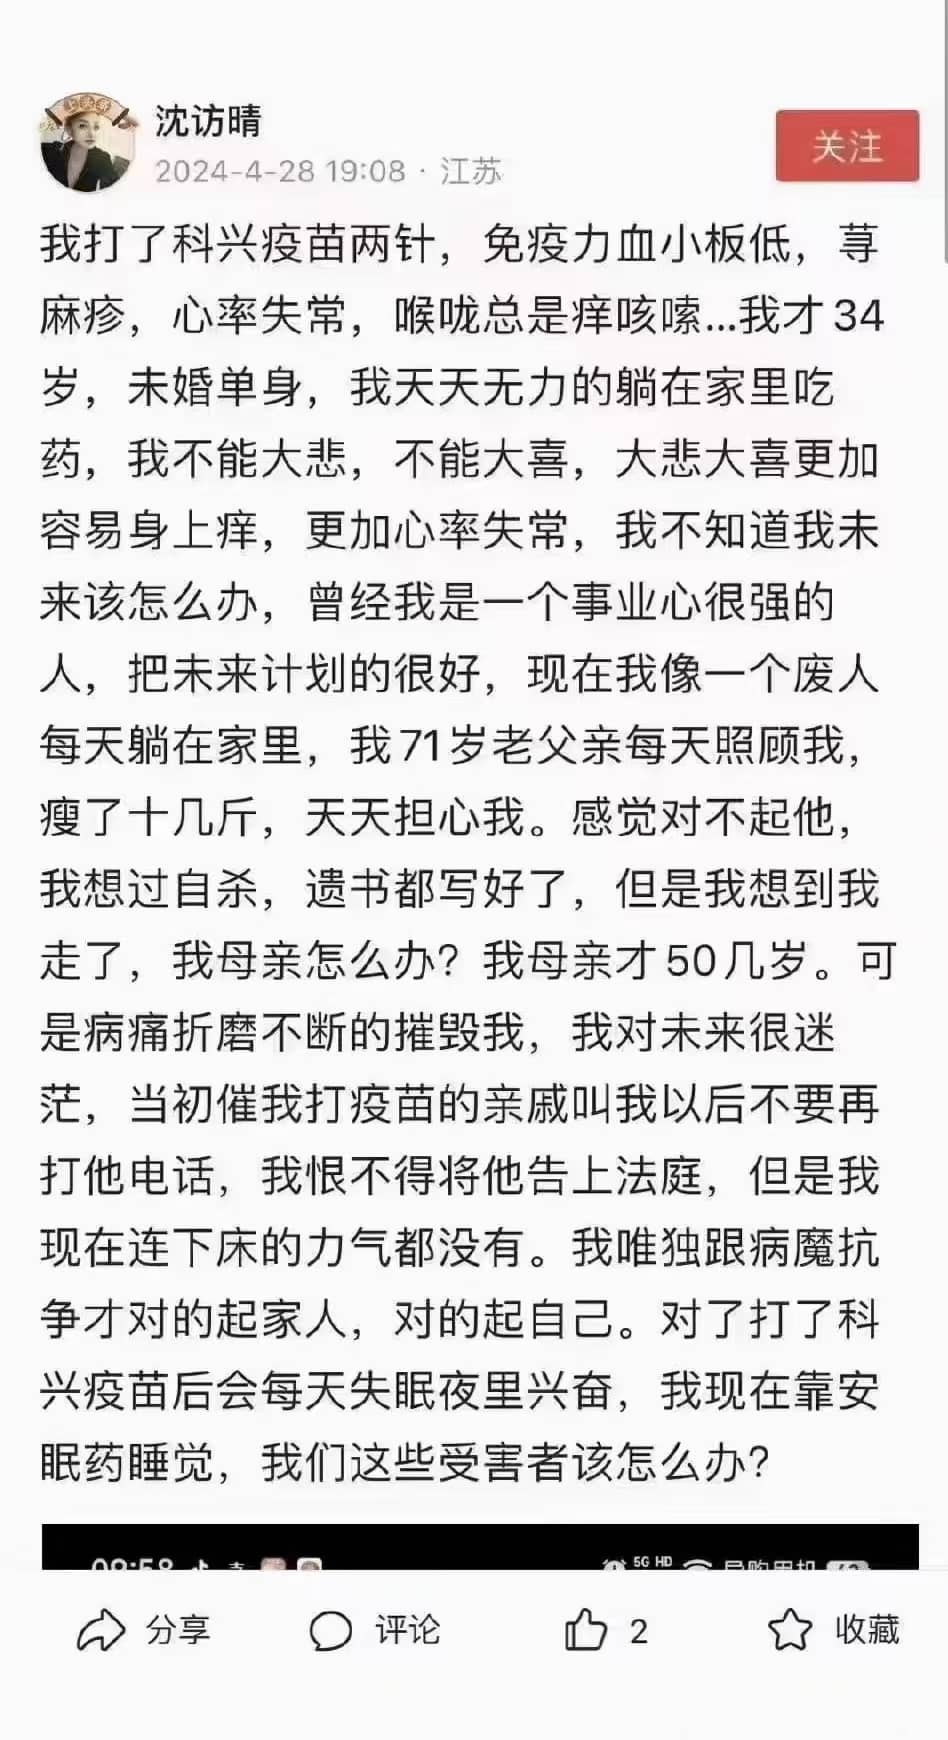 沈访晴
2024-4-28 19:08 · 江苏
关注
我打了科兴疫苗两针，免疫力血小板低，荨
麻疹，心率失常，喉咙总是痒咳嗦...我才34
岁，未婚单身，我天天无力的躺在家里吃
药，我不能大悲，不能大喜，大悲大喜更加
容易身上痒，更加心率失常，我不知道我未
来该怎么办，曾经我是一个事业心很强的
人，把未来计划的很好，现在我像一个废人
每天躺在家里，我71岁老父亲每天照顾我，
瘦了十几斤，天天担心我。感觉对不起他，
我想过自杀，遗书都写好了，但是我想到我
走了，我母亲怎么办？我母亲才50几岁。可
是病痛折磨不断的摧毁我，我对未来很迷
茫，当初催我打疫苗的亲戚叫我以后不要再
打他电话，我恨不得将他告上法庭，但是我
现在连下床的力气都没有。我唯独跟病魔抗
争才对的起家人，对的起自己。对了打了科
兴疫苗后会每天失眠夜里兴奋，我现在靠安
眠药睡觉，我们这些受害者该怎么办？
09:58 5G HD
分享 评论 2 收藏